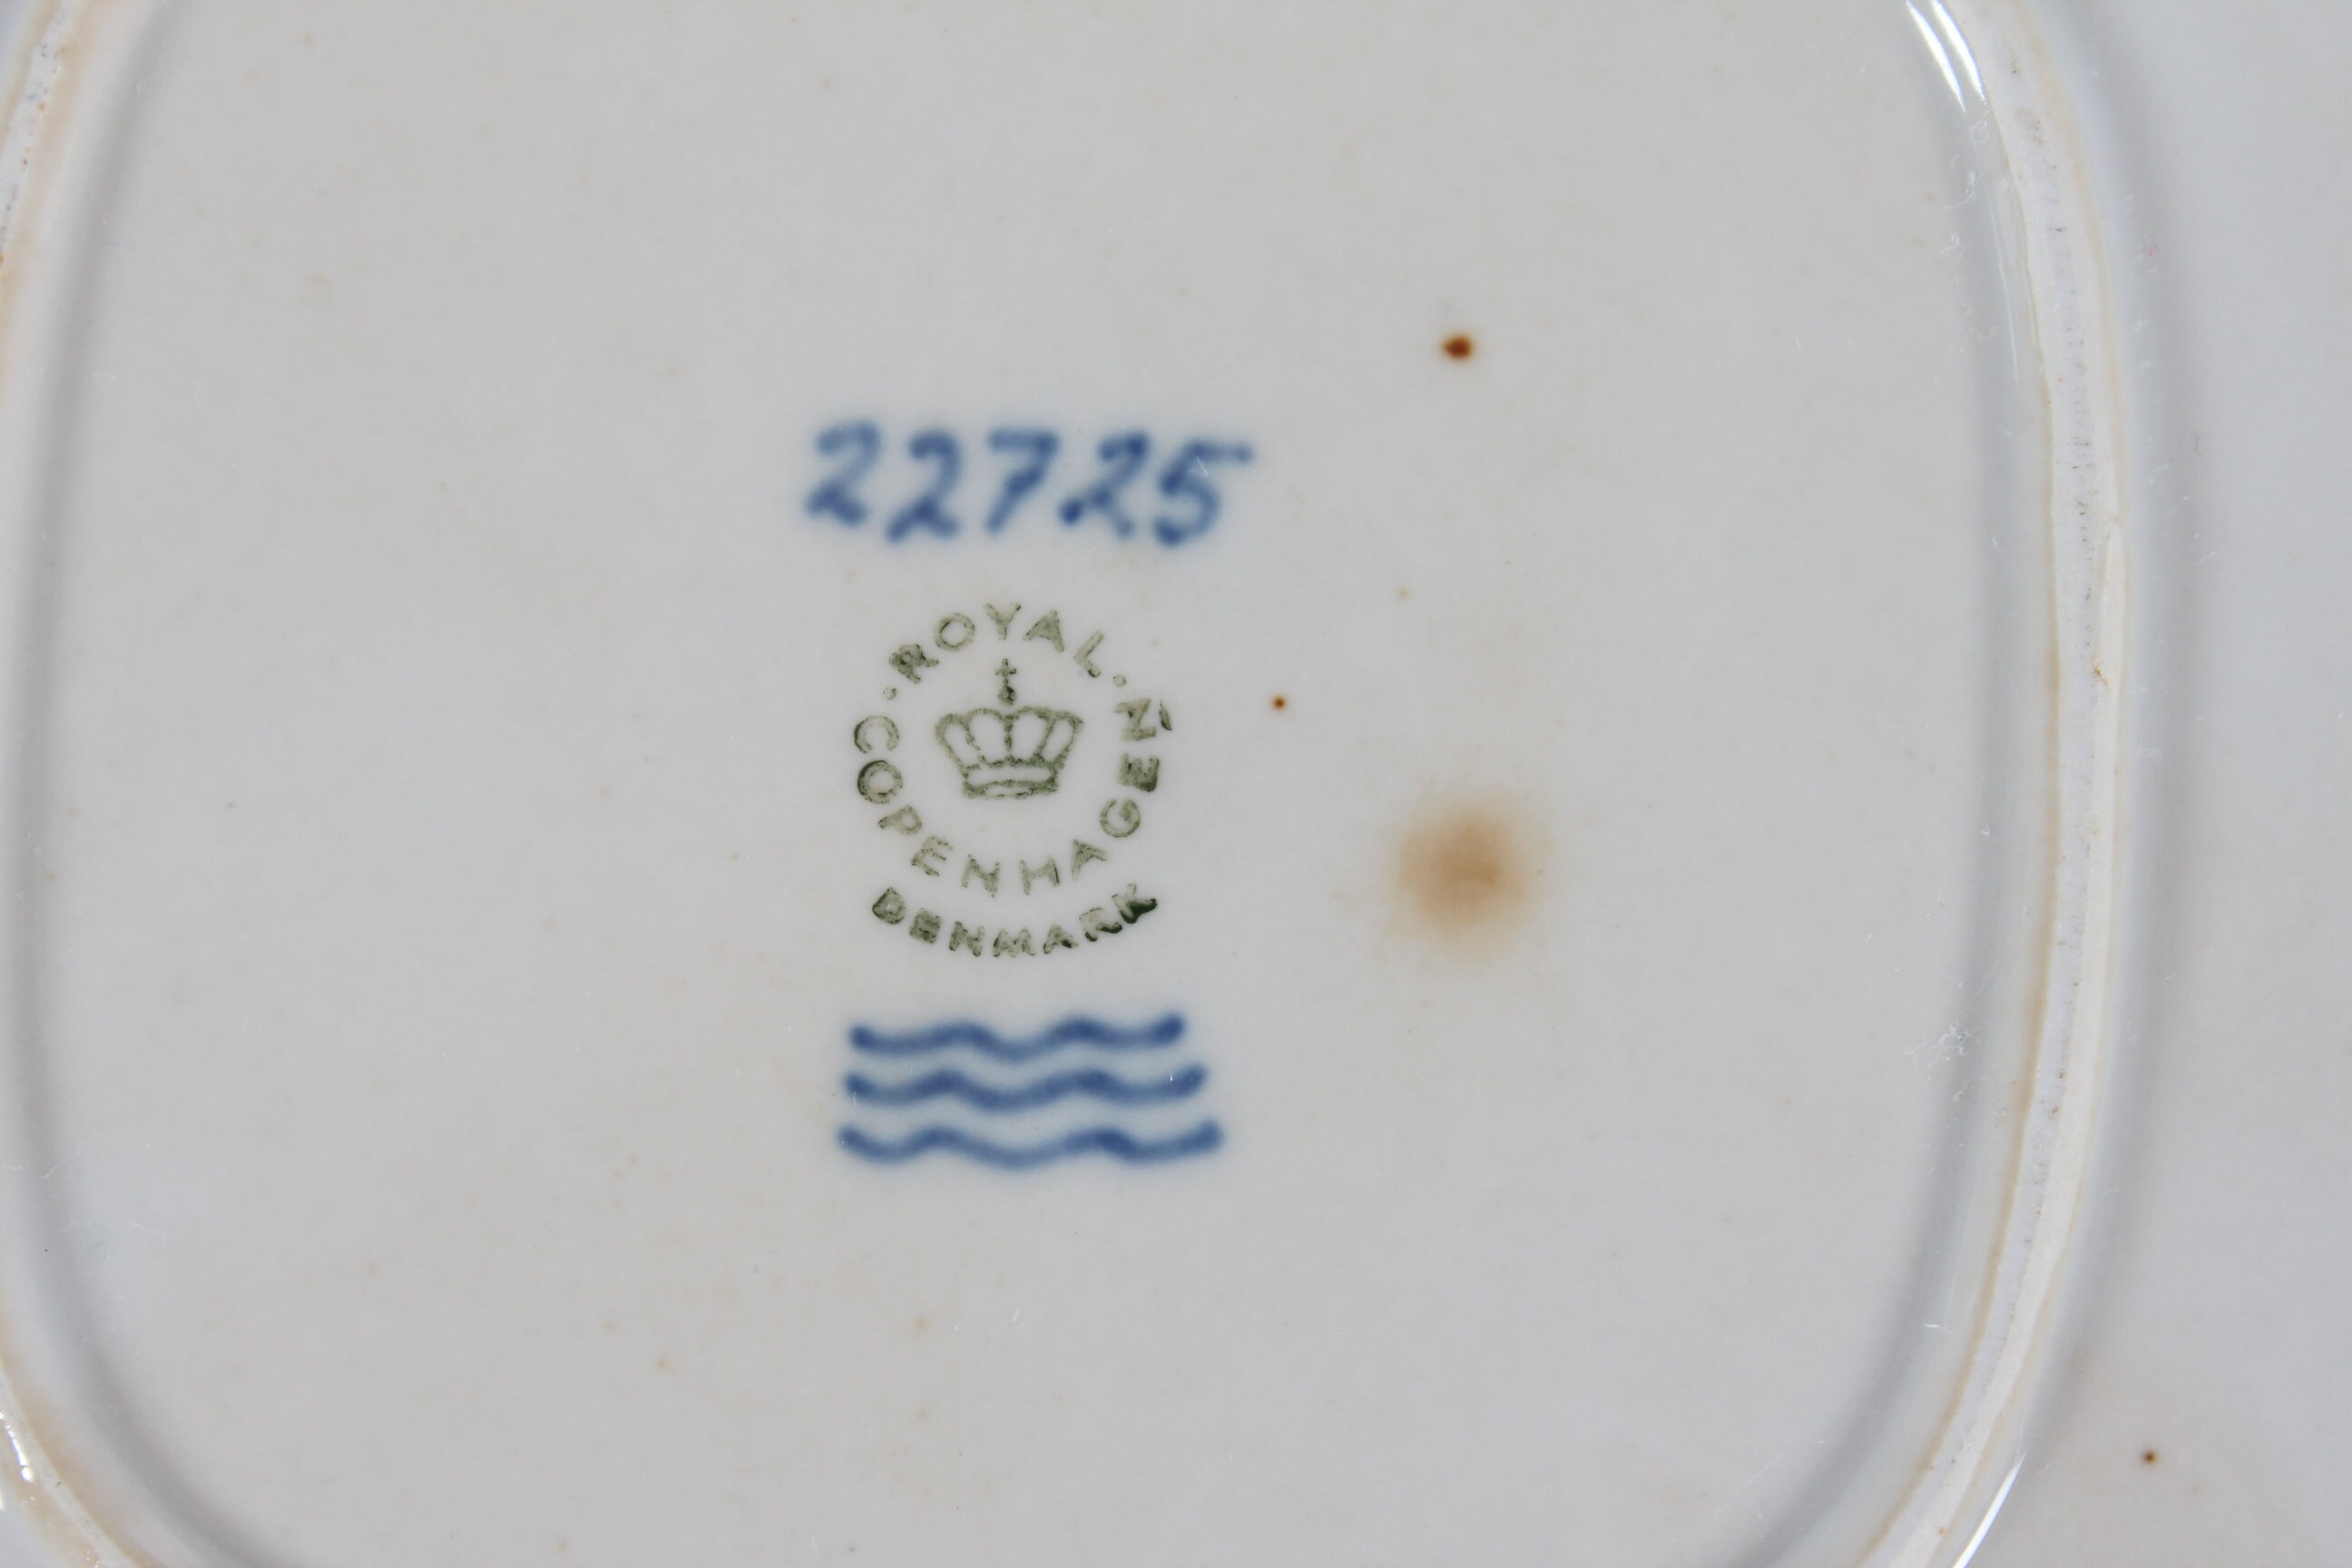 22725
· ROYAL ·
COPENHAGEN
DENMARK